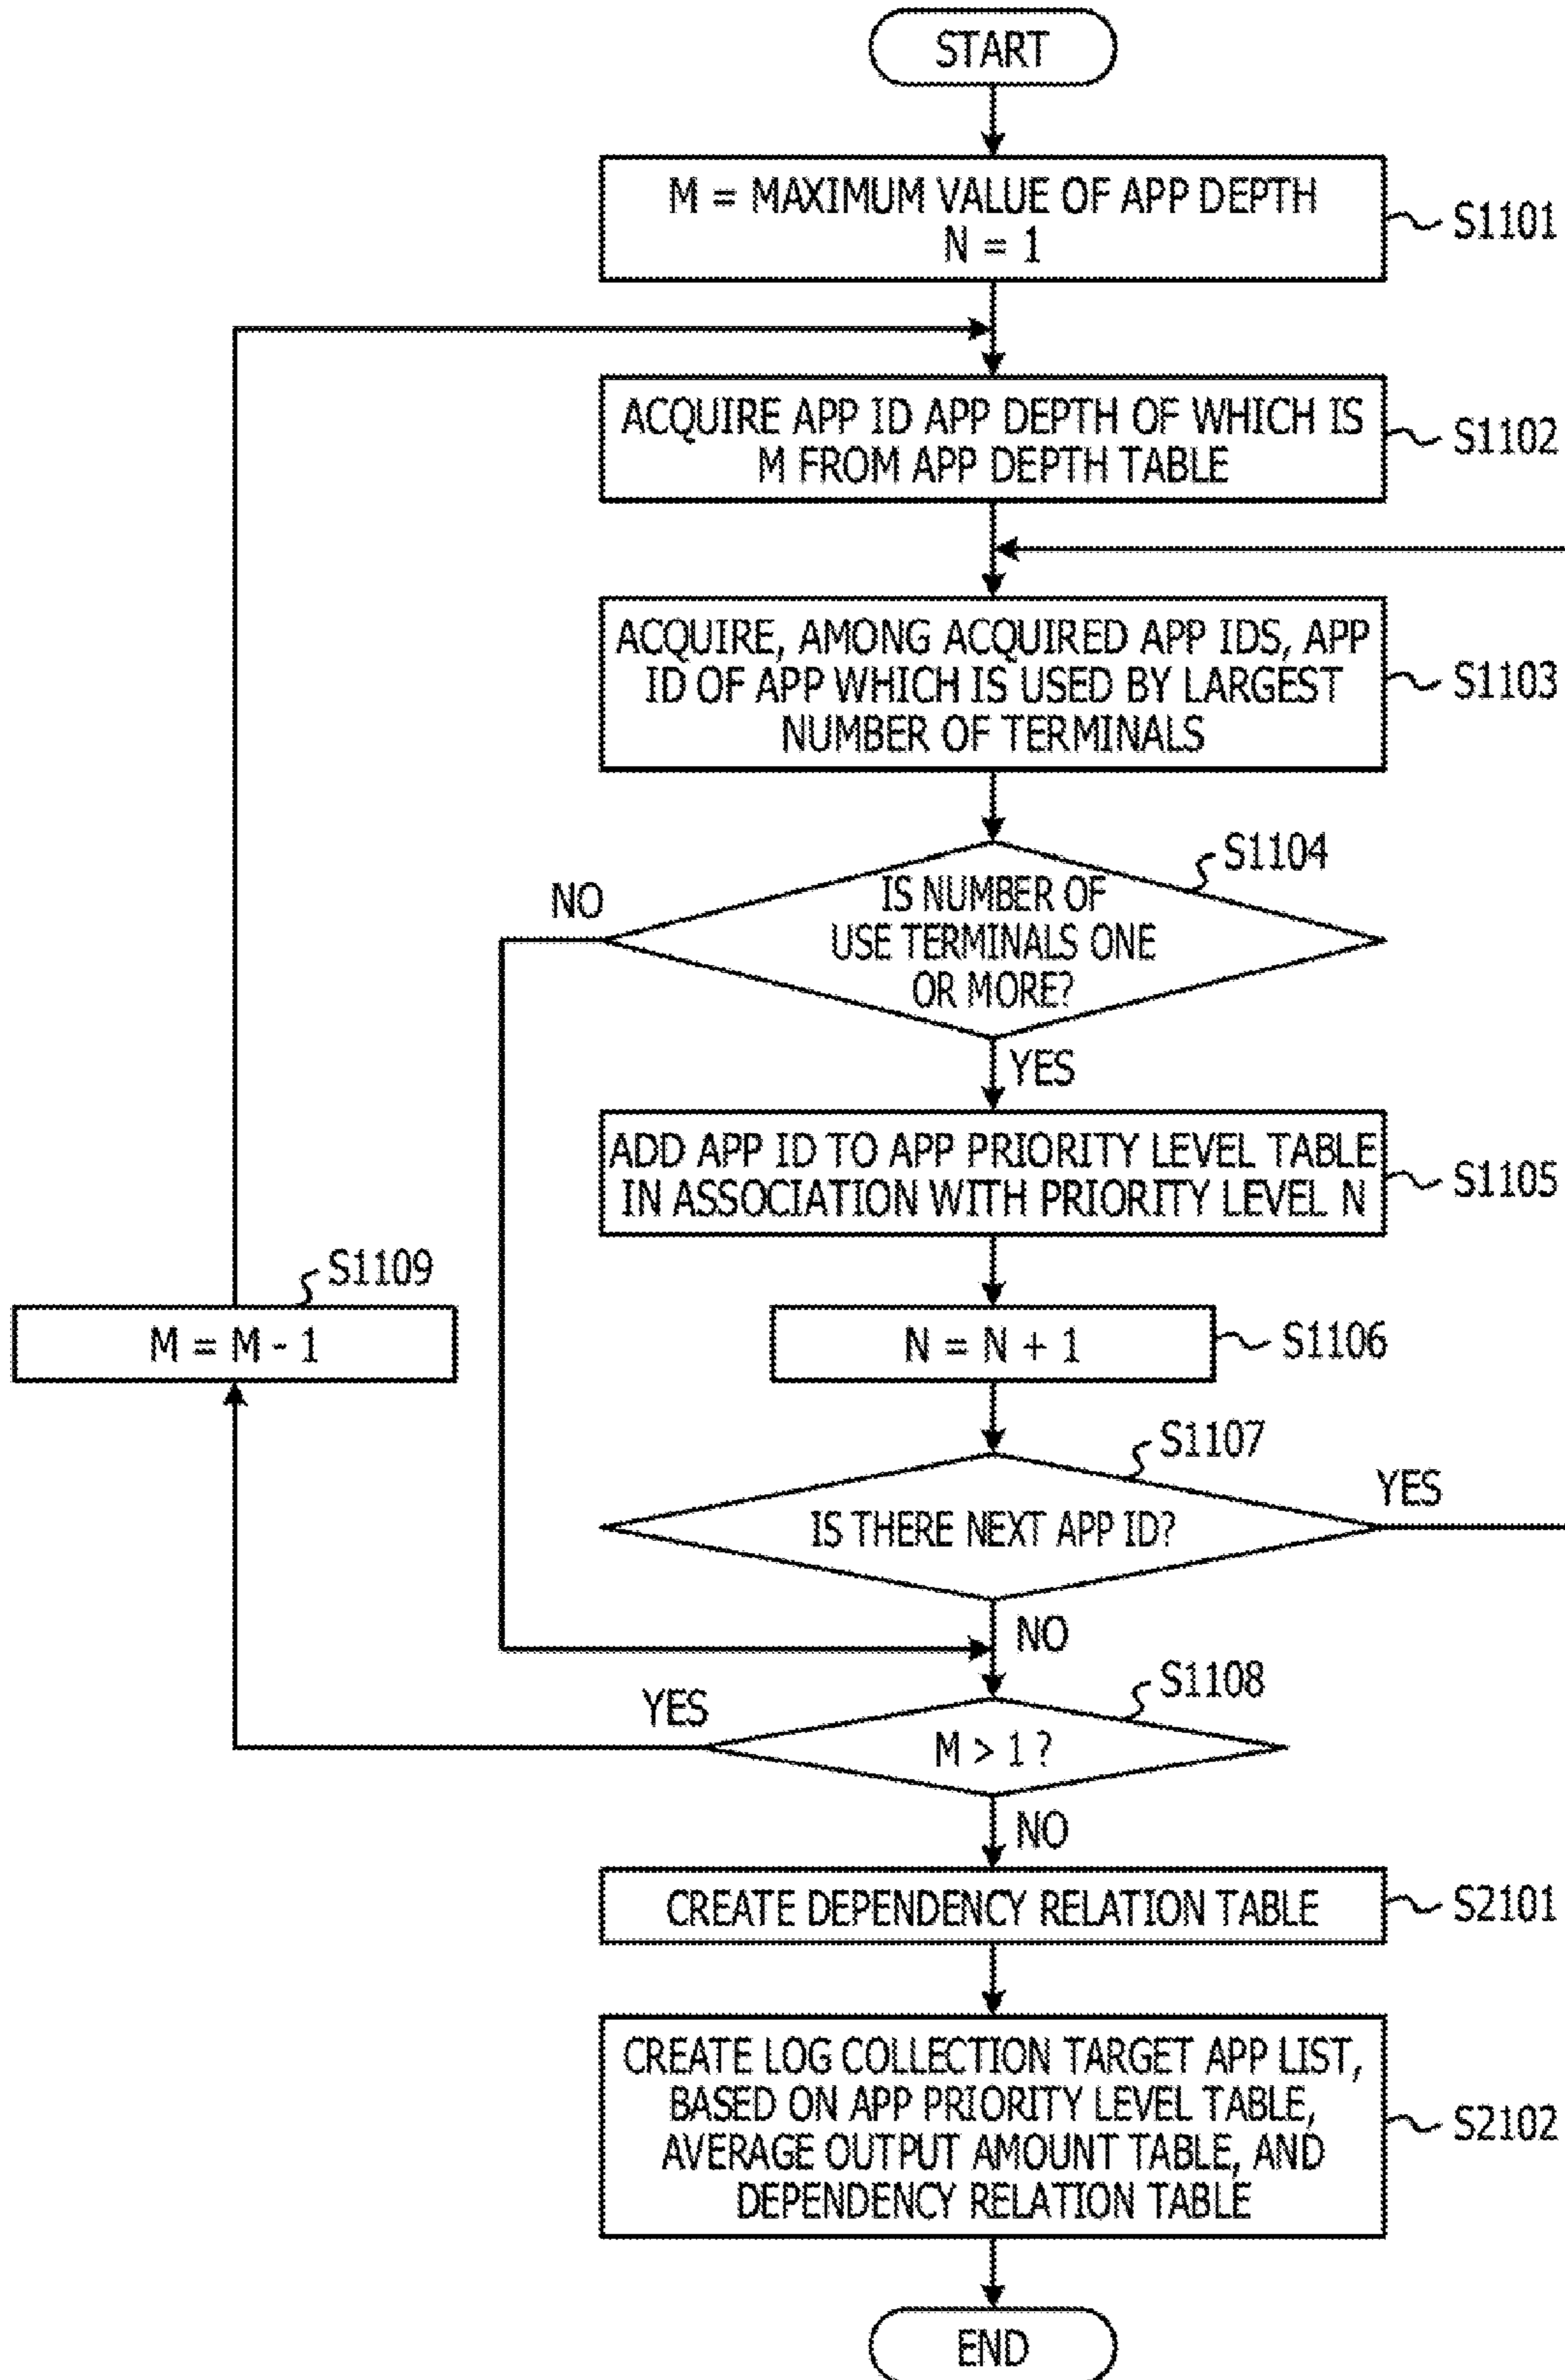 START
M = MAXIMUM VALUE OF APP DEPTH
N = 1
S1101
ACQUIRE APP ID APP DEPTH OF WHICH IS
M FROM APP DEPTH TABLE
S1102
ACQUIRE, AMONG ACQUIRED APP IDS, APP
ID OF APP WHICH IS USED BY LARGEST
NUMBER OF TERMINALS
S1103
S1104
IS NUMBER OF
USE TERMINALS ONE
OR MORE?
NO
YES
ADD APP ID TO APP PRIORITY LEVEL TABLE
IN ASSOCIATION WITH PRIORITY LEVEL N
S1105
S1109
M = M - 1
N = N + 1
S1106
S1107
IS THERE NEXT APP ID?
YES
NO
S1108
YES
M > 1 ?
NO
CREATE DEPENDENCY RELATION TABLE
S2101
CREATE LOG COLLECTION TARGET APP LIST,
BASED ON APP PRIORITY LEVEL TABLE,
AVERAGE OUTPUT AMOUNT TABLE, AND
DEPENDENCY RELATION TABLE
S2102
END